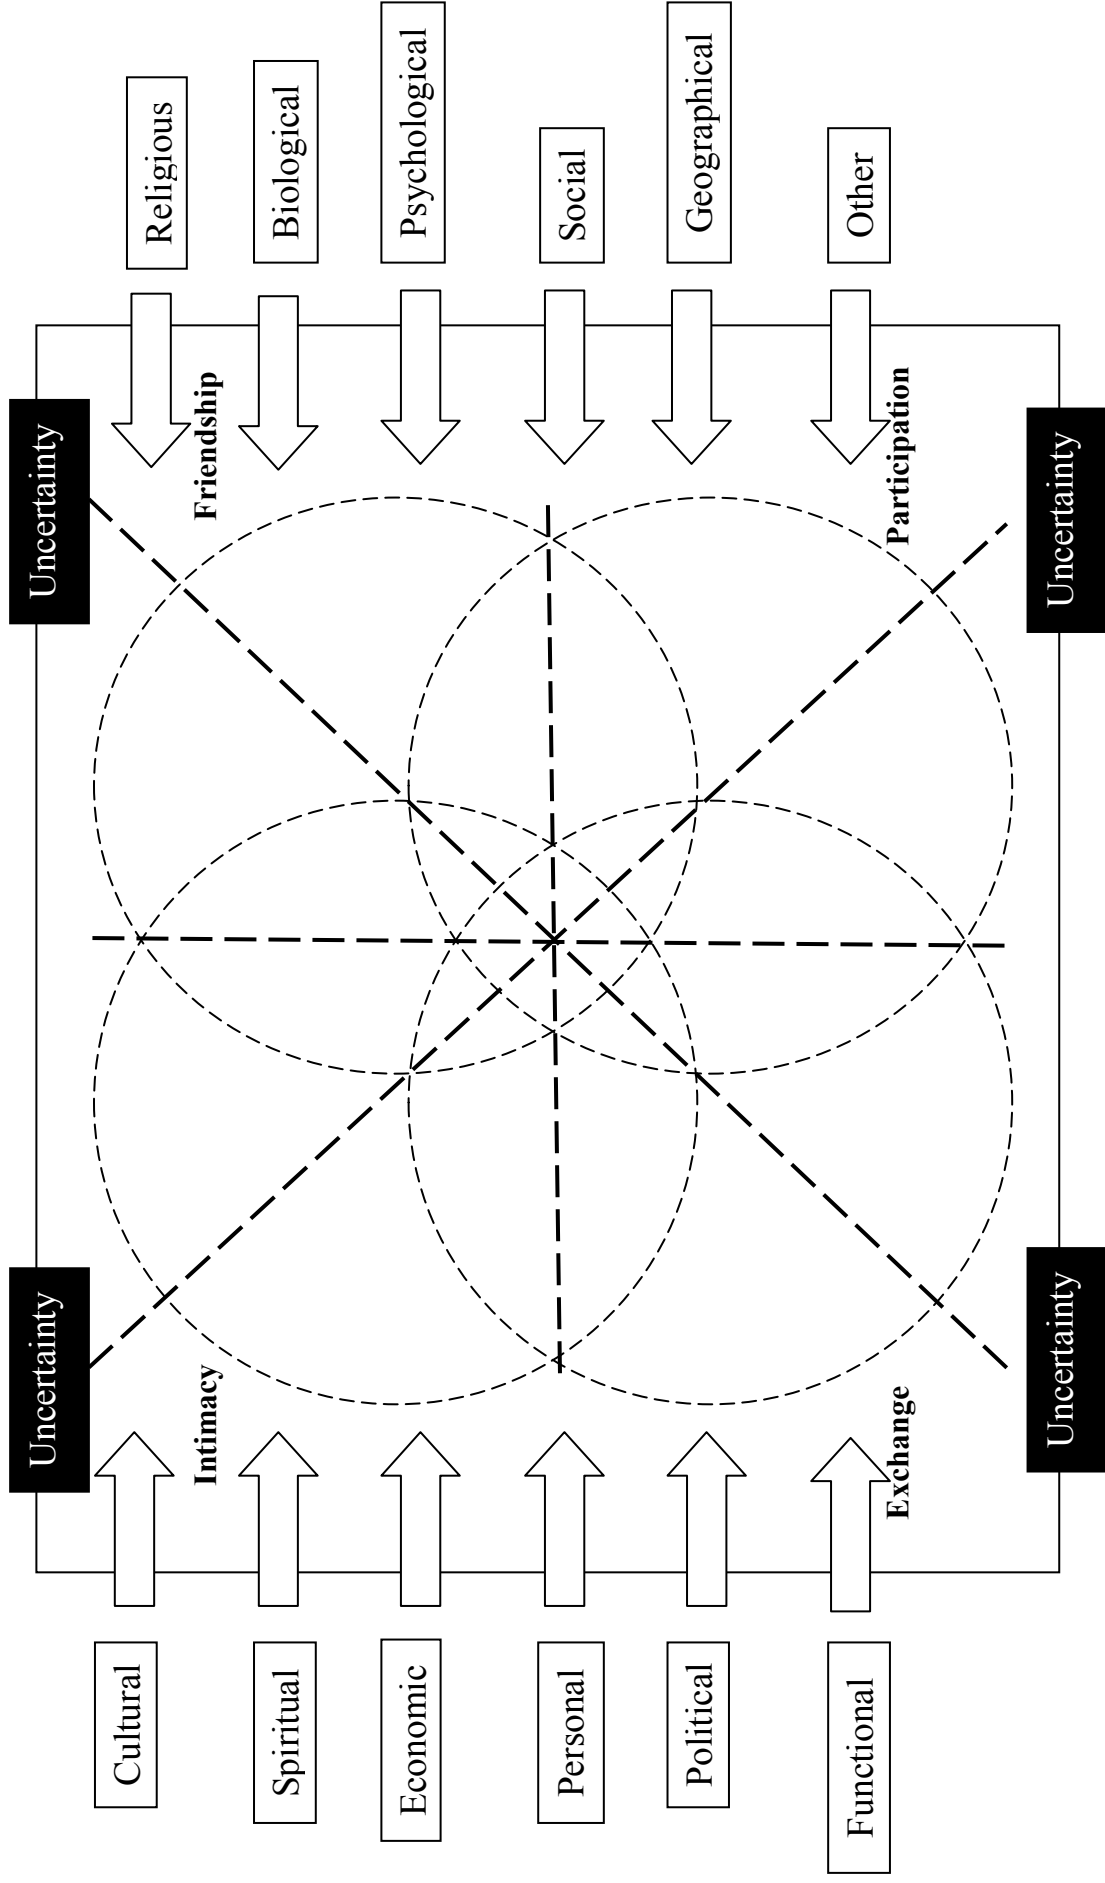 Uncertainty
Uncertainty
Cultural
Religious
Intimacy
Friendship
Spiritual
Biological
Economic
Psychological
Personal
Social
Political
Geographical
Functional
Other
Exchange
Participation
Uncertainty
Uncertainty